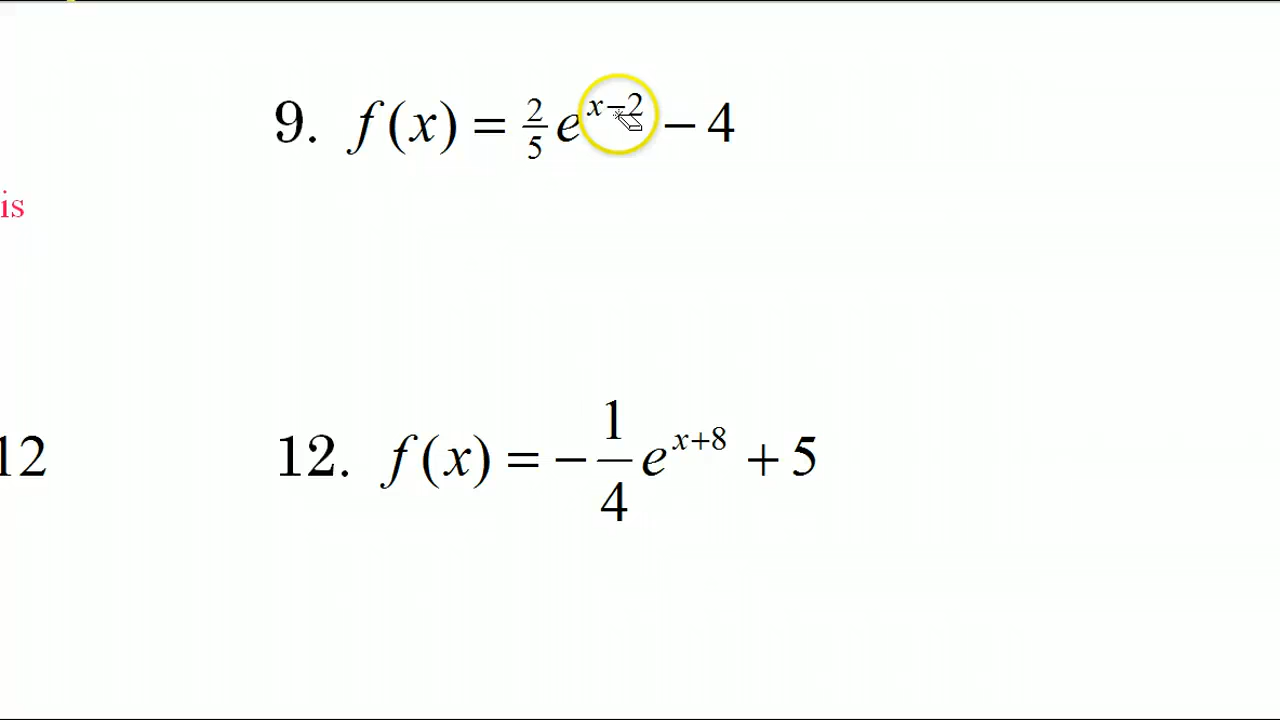 9. f(x) = 2/5 e^{x-2} − 4
is
12
12. f(x) = − 1/4 e^{x+8} + 5